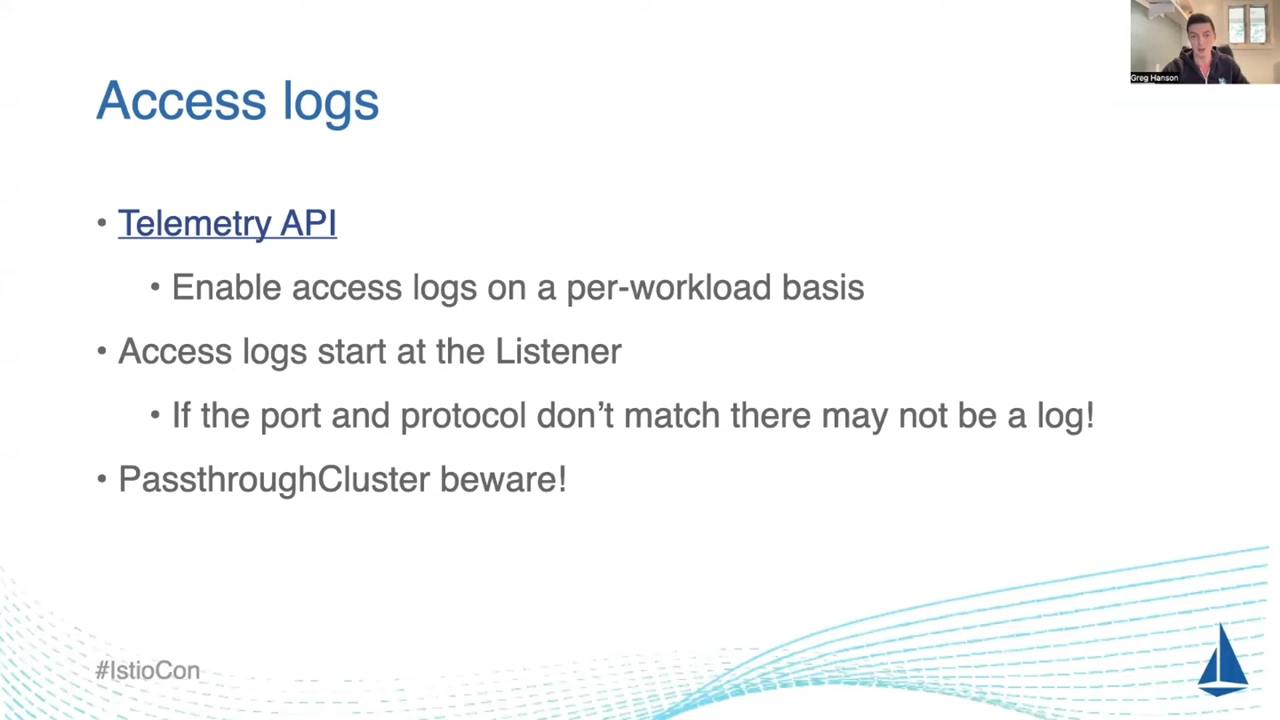 Greg Hanson
Access logs
• Telemetry API
• Enable access logs on a per-workload basis
• Access logs start at the Listener
• If the port and protocol don’t match there may not be a log!
• PassthroughCluster beware!
#IstioCon